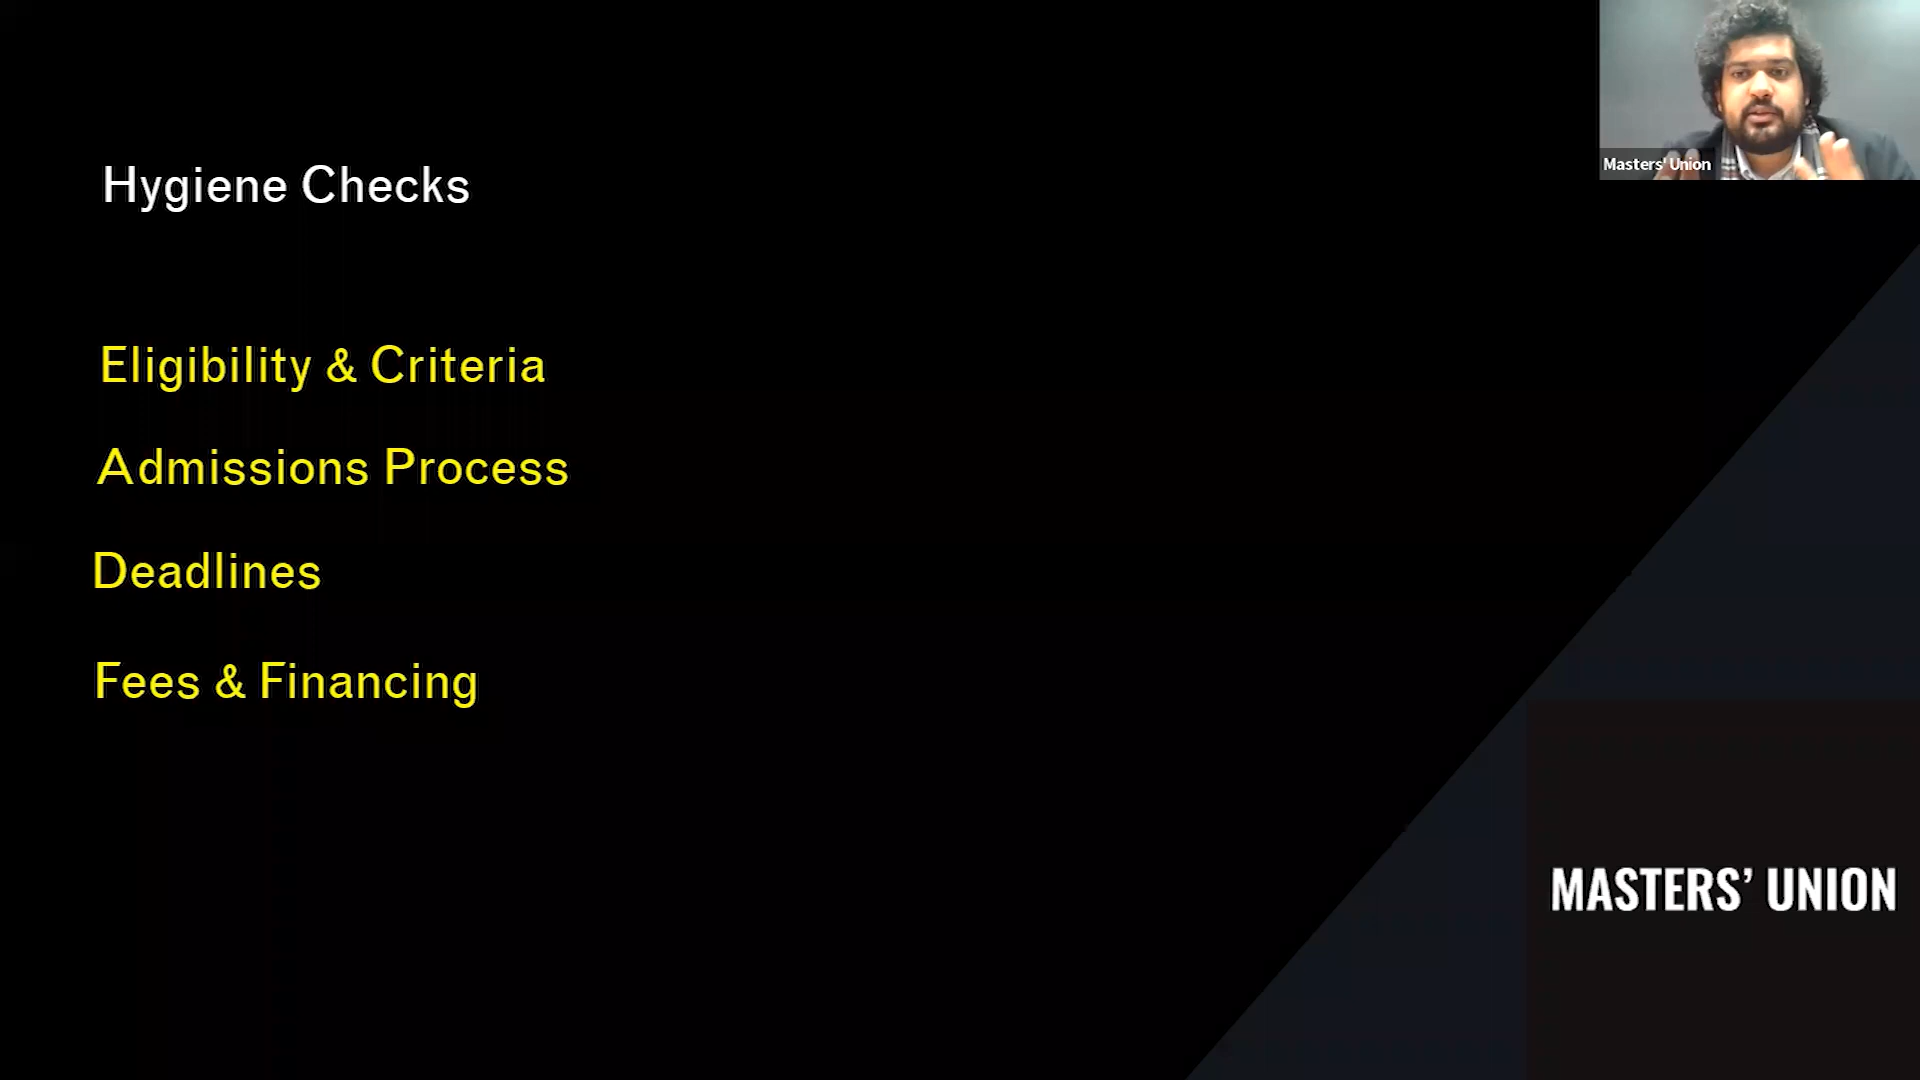 Masters' Union
Hygiene Checks
Eligibility & Criteria
Admissions Process
Deadlines
Fees & Financing
MASTERS’ UNION